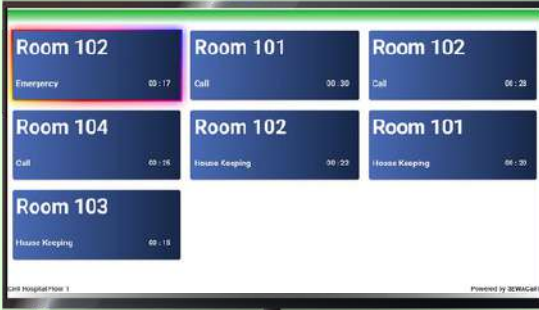 Room 102
Emergency 00:17
Room 101
Call 00:30
Room 102
Call 00:28
Room 104
Call 00:25
Room 102
House Keeping 00:22
Room 101
House Keeping 00:20
Room 103
House Keeping 00:18
Hospital Floor 1
Powered by